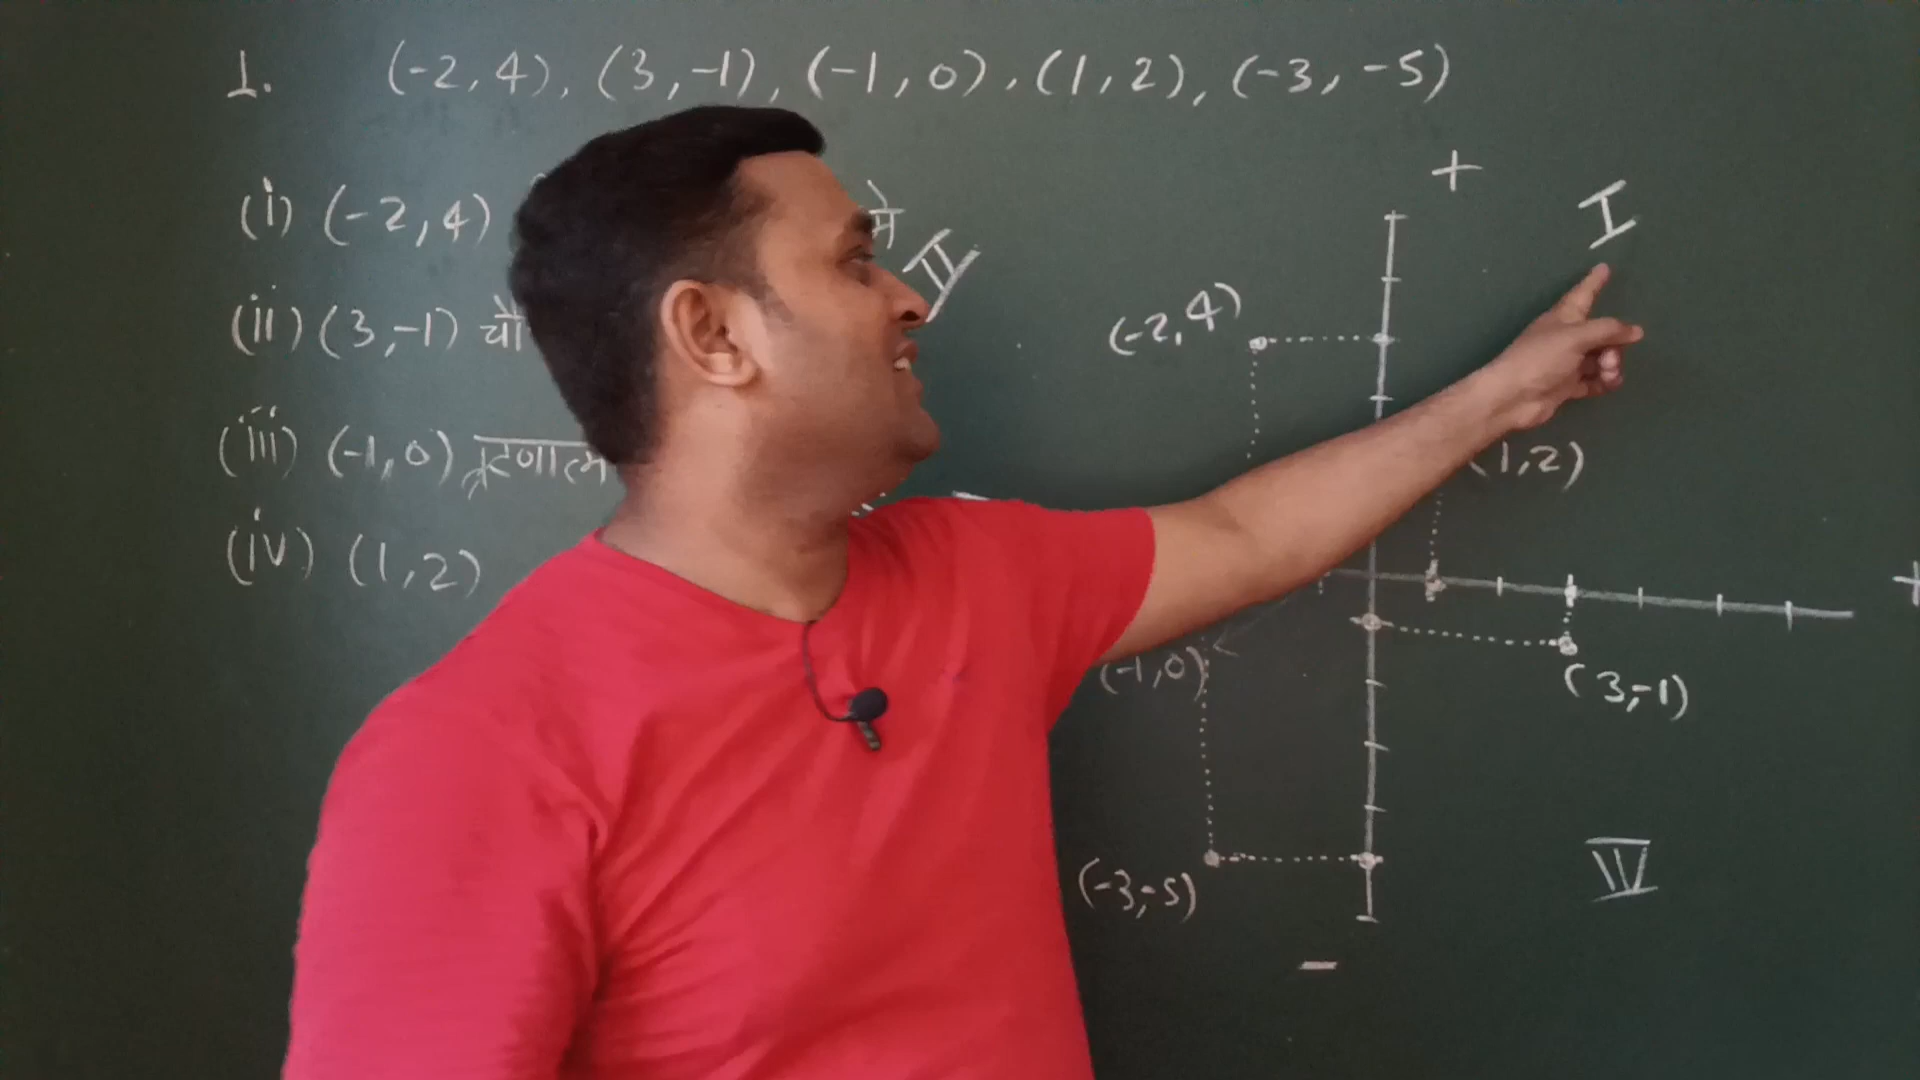 1. (-2, 4), (3, -1), (-1, 0), (1, 2), (-3, -5)
(i) (-2, 4) में
(ii) (3, -1)
(iii) (-1, 0)
(iv) (1, 2)
+
I
II
(-2, 4)
(1, 2)
+
(-1, 0)
(3, -1)
(-3, -5)
IV
-